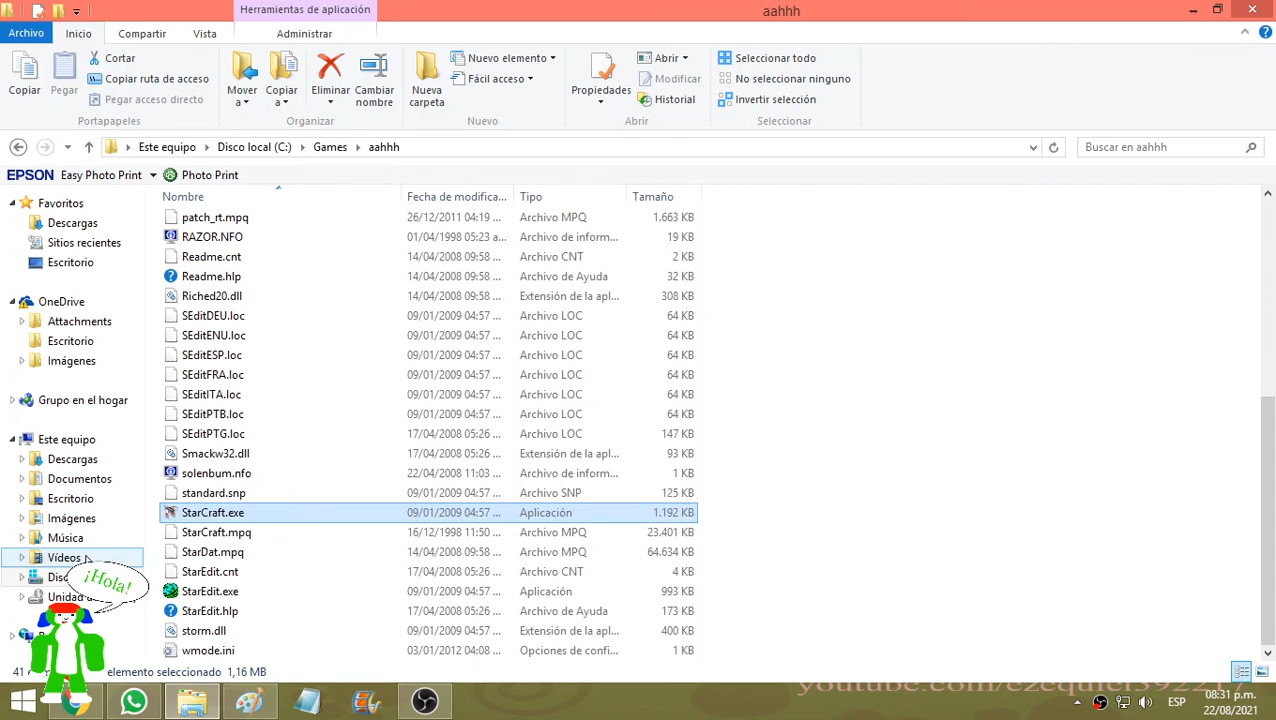 Herramientas de aplicación
aahhh
Archivo
Inicio
Compartir
Vista
Administrar
Copiar
Pegar
Cortar
Copiar ruta de acceso
Pegar acceso directo
Portapapeles
Mover a
Copiar a
Eliminar
Cambiar nombre
Organizar
Nueva carpeta
Nuevo elemento
Fácil acceso
Nuevo
Propiedades
Abrir
Modificar
Historial
Abrir
Seleccionar todo
No seleccionar ninguno
Invertir selección
Seleccionar
Este equipo
Disco local (C:)
Games
aahhh
Buscar en aahhh
EPSON Easy Photo Print
Photo Print
Nombre Fecha de modifica... Tipo Tamaño
Favoritos
Descargas
Sitios recientes
Escritorio
OneDrive
Attachments
Escritorio
Imágenes
Grupo en el hogar
Este equipo
Descargas
Documentos
Escritorio
Imágenes
Música
Vídeos
patch_rt.mpq 26/12/2011 04:19 ... Archivo MPQ 1.663 KB
RAZOR.NFO 01/04/1998 05:23 a... Archivo de inform... 19 KB
Readme.cnt 14/04/2008 09:58 ... Archivo CNT 2 KB
Readme.hlp 14/04/2008 09:58 ... Archivo de Ayuda 32 KB
Riched20.dll 14/04/2008 09:58 ... Extensión de la apl... 308 KB
SEditDEU.loc 09/01/2009 04:57 ... Archivo LOC 64 KB
SEditENU.loc 09/01/2009 04:57 ... Archivo LOC 64 KB
SEditESP.loc 09/01/2009 04:57 ... Archivo LOC 64 KB
SEditFRA.loc 09/01/2009 04:57 ... Archivo LOC 64 KB
SEditITA.loc 09/01/2009 04:57 ... Archivo LOC 64 KB
SEditPTB.loc 09/01/2009 04:57 ... Archivo LOC 64 KB
SEditPTG.loc 17/04/2008 05:26 ... Archivo LOC 147 KB
Smackw32.dll 17/04/2008 05:26 ... Extensión de la apl... 93 KB
solenbum.nfo 22/04/2008 11:03 ... Archivo de inform... 1 KB
standard.snp 09/01/2009 04:57 ... Archivo SNP 125 KB
StarCraft.exe 09/01/2009 04:57 ... Aplicación 1.192 KB
StarCraft.mpq 16/12/1998 11:50 ... Archivo MPQ 23.401 KB
StarDat.mpq 14/04/2008 09:58 ... Archivo MPQ 64.634 KB
StarEdit.cnt 17/04/2008 05:26 ... Archivo CNT 4 KB
StarEdit.exe 09/01/2009 04:57 ... Aplicación 993 KB
StarEdit.hlp 17/04/2008 05:26 ... Archivo de Ayuda 173 KB
storm.dll 09/01/2009 04:57 ... Extensión de la apl... 400 KB
wmode.ini 03/01/2012 04:08 ... Opciones de confi... 1 KB
¡Hola!
Unidad
41 elemento seleccionado 1,16 MB
ESP
08:31 p.m.
22/08/2021